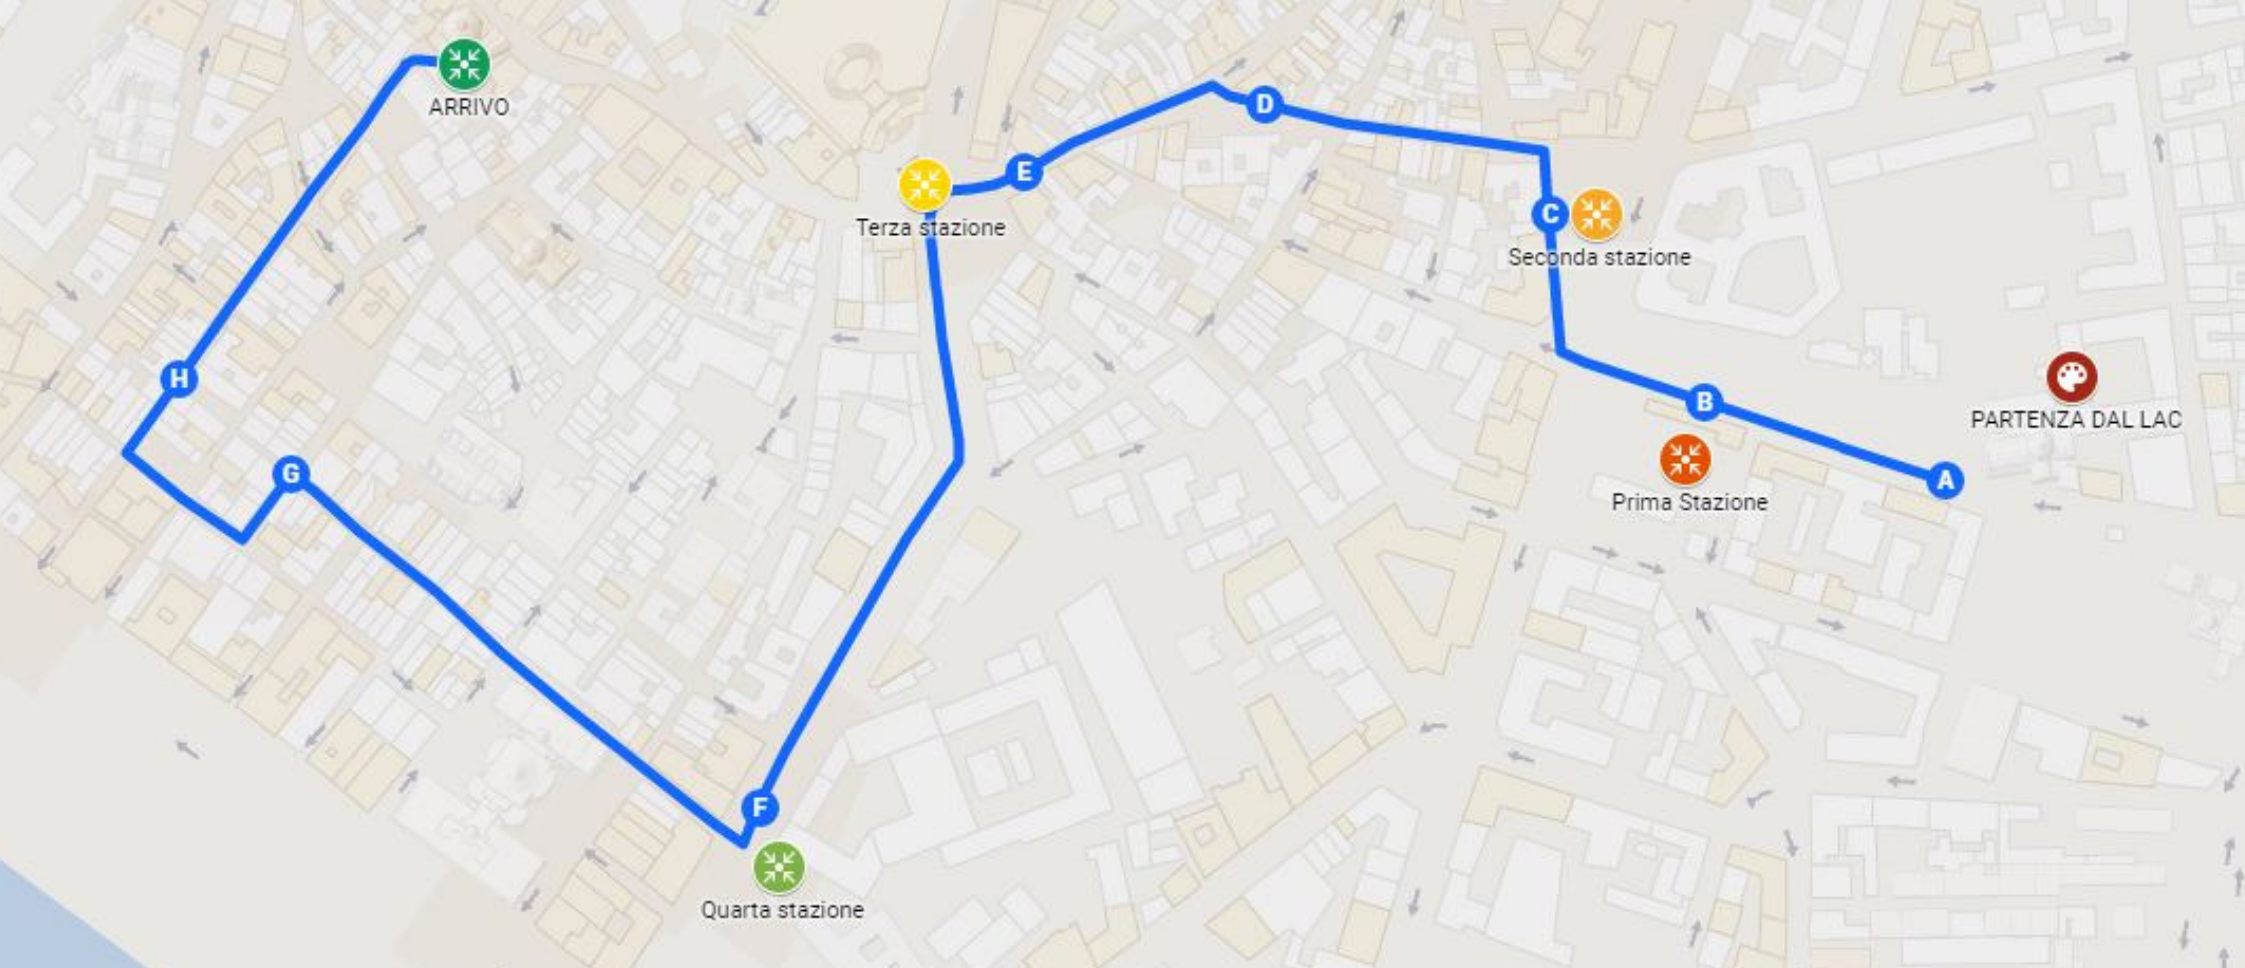 ARRIVO
D
E
Terza stazione
C
Seconda stazione
H
B
PARTENZA DAL LAC
G
A
Prima Stazione
F
Quarta stazione